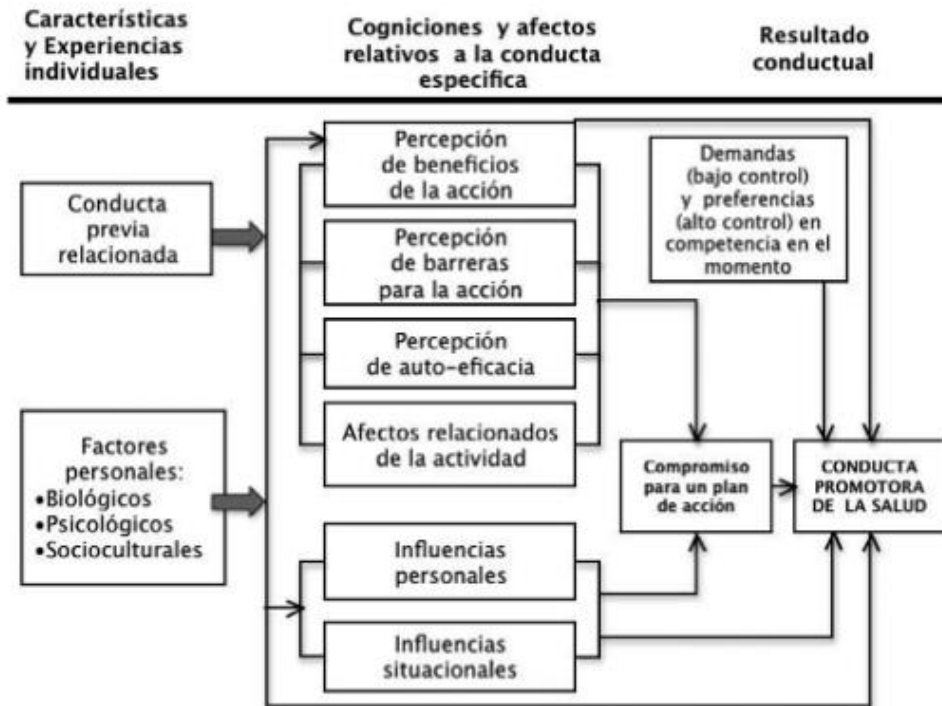 Características
y Experiencias
individuales
Cogniciones y afectos
relativos a la conducta
especifica
Resultado
conductual
Conducta
previa
relacionada
Factores
personales:
•Biológicos
•Psicológicos
•Socioculturales
Percepción
de beneficios
de la acción
Percepción
de barreras
para la acción
Percepción
de auto-eficacia
Afectos relacionados
de la actividad
Influencias
personales
Influencias
situacionales
Demandas
(bajo control)
y preferencias
(alto control) en
competencia en el
momento
Compromiso
para un plan
de acción
CONDUCTA
PROMOTORA
DE LA SALUD